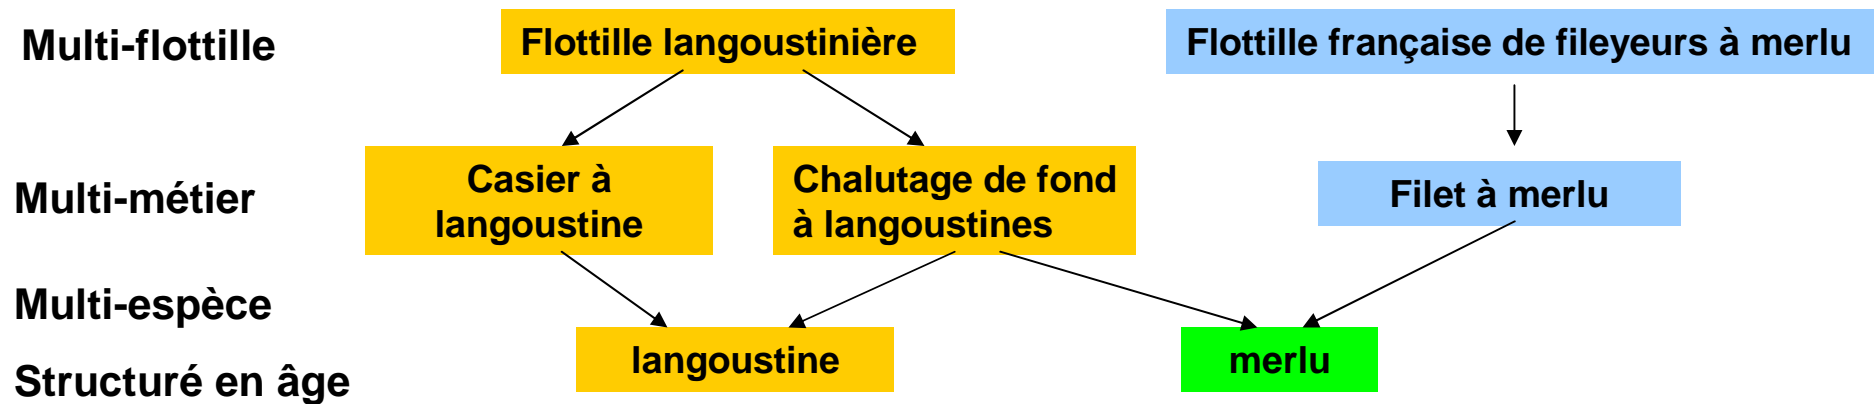 Multi-flottille
Flottille langoustinière
Flottille française de fileyeurs à merlu
Multi-métier
Casier à
langoustine
Chalutage de fond
à langoustines
Filet à merlu
Multi-espèce
langoustine
merlu
Structuré en âge